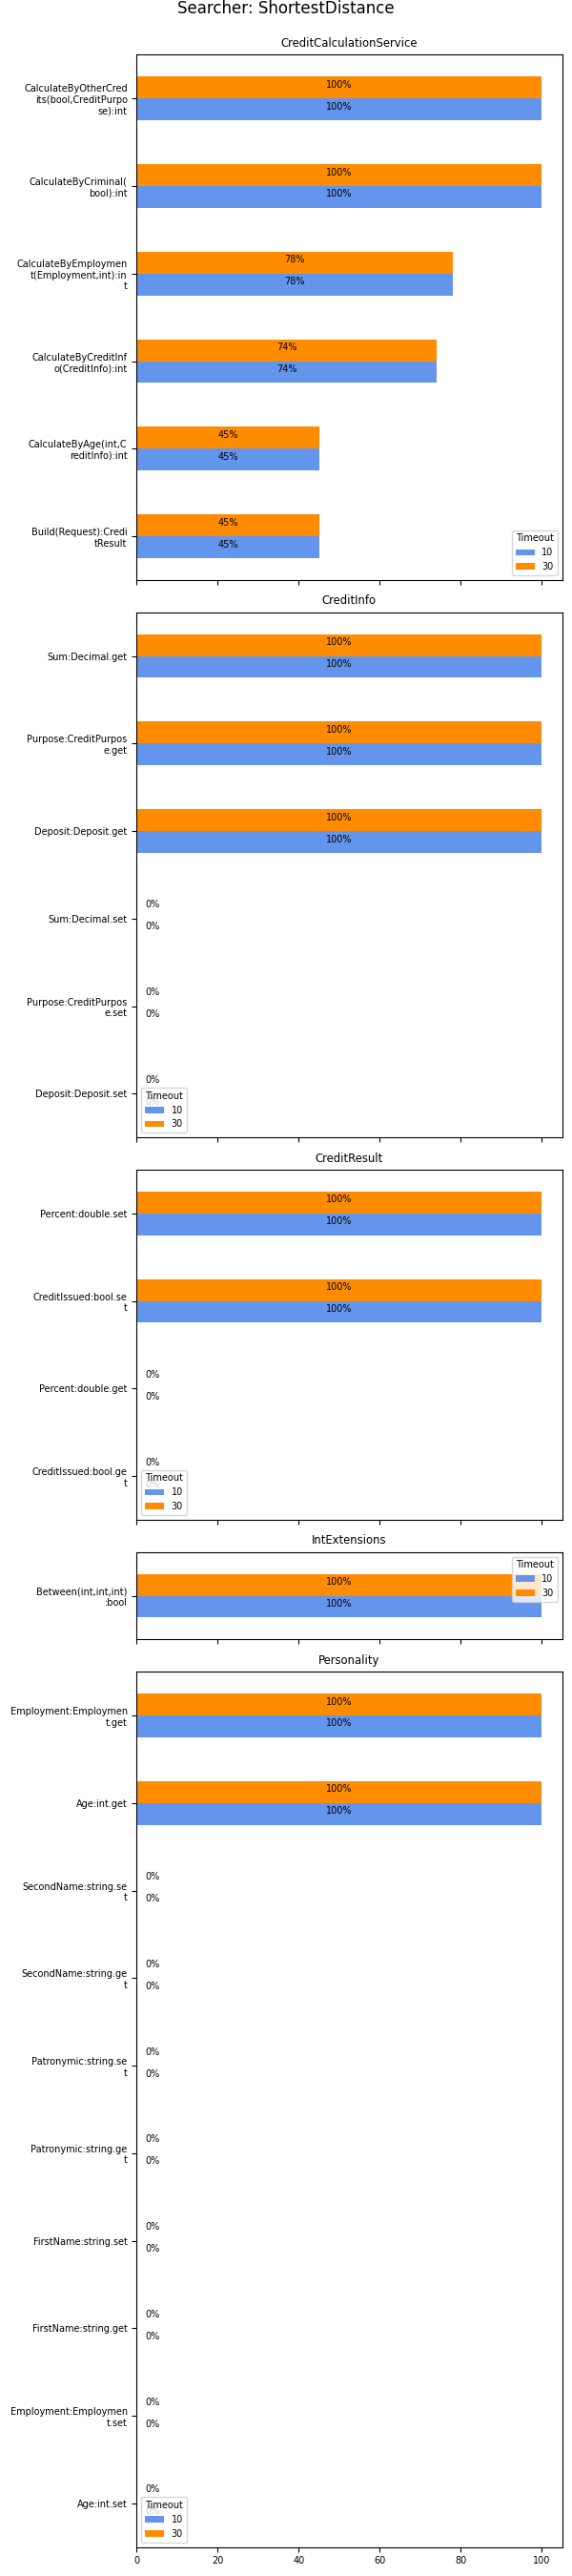 Searcher: ShortestDistance
CreditCalculationService
CalculateByOtherCred
its(bool,CreditPurpo
se):int
100%
100%
CalculateByCriminal(
bool):int
100%
100%
CalculateByEmploymen
t(Employment,int):in
t
78%
78%
CalculateByCreditInf
o(CreditInfo):int
74%
74%
CalculateByAge(int,C
reditInfo):int
45%
45%
Build(Request):Credi
tResult
45%
45%
Timeout
10
30
CreditInfo
Sum:Decimal.get
100%
100%
Purpose:CreditPurpos
e.get
100%
100%
Deposit:Deposit.get
100%
100%
Sum:Decimal.set
0%
0%
Purpose:CreditPurpos
e.set
0%
0%
Deposit:Deposit.set
0%
0%
Timeout
10
30
CreditResult
Percent:double.set
100%
100%
CreditIssued:bool.se
t
100%
100%
Percent:double.get
0%
0%
CreditIssued:bool.ge
t
0%
0%
Timeout
10
30
IntExtensions
Between(int,int,int)
:bool
100%
100%
Timeout
10
30
Personality
Employment:Employmen
t.get
100%
100%
Age:int.get
100%
100%
SecondName:string.se
t
0%
0%
SecondName:string.ge
t
0%
0%
Patronymic:string.se
t
0%
0%
Patronymic:string.ge
t
0%
0%
FirstName:string.set
0%
0%
FirstName:string.get
0%
0%
Employment:Employmen
t.set
0%
0%
Age:int.set
0%
0%
Timeout
10
30
0 20 40 60 80 100